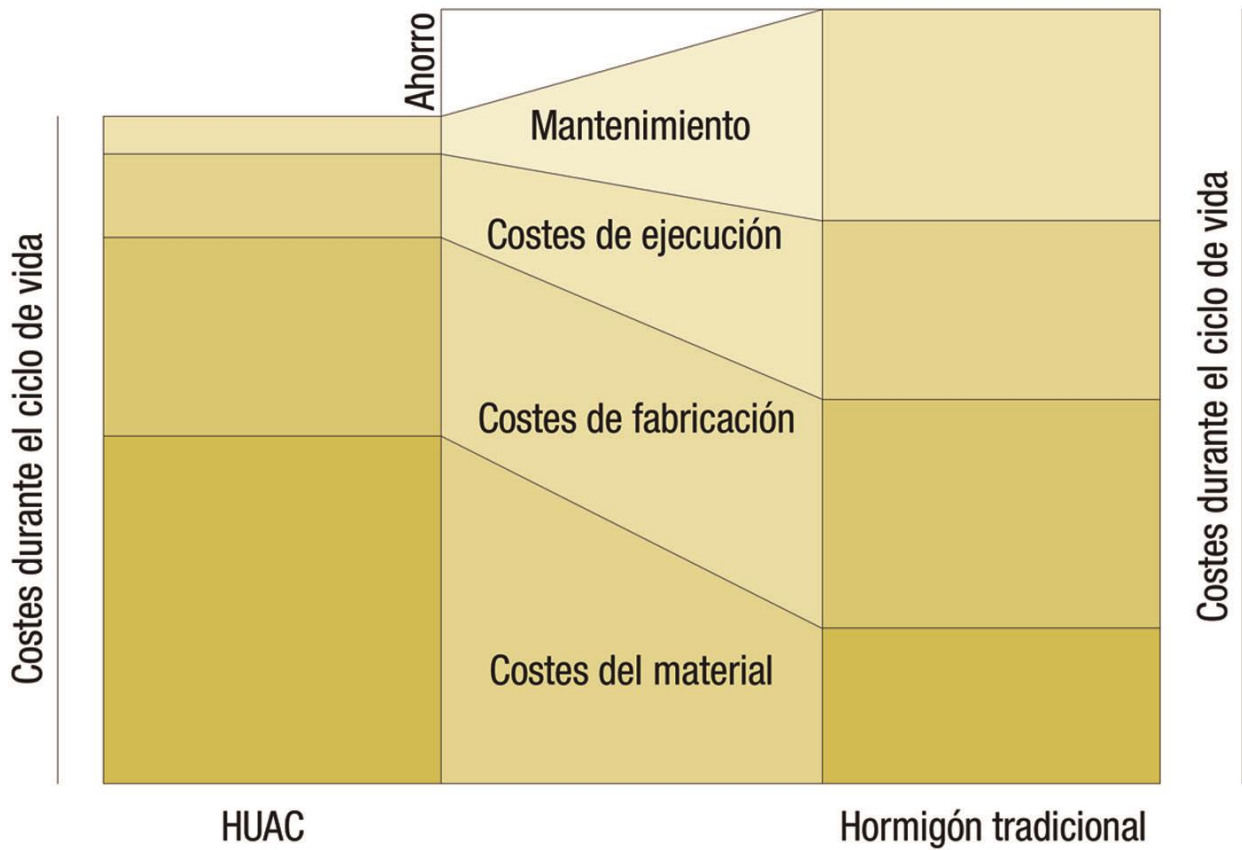 Ahorro
Mantenimiento
Costes de ejecución
Costes de fabricación
Costes del material
Costes durante el ciclo de vida
Costes durante el ciclo de vida
HUAC
Hormigón tradicional